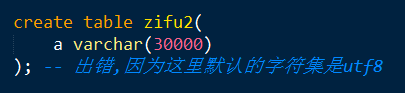 create table zifu2(
    a varchar(30000)
); -- 出错,因为这里默认的字符集是utf8